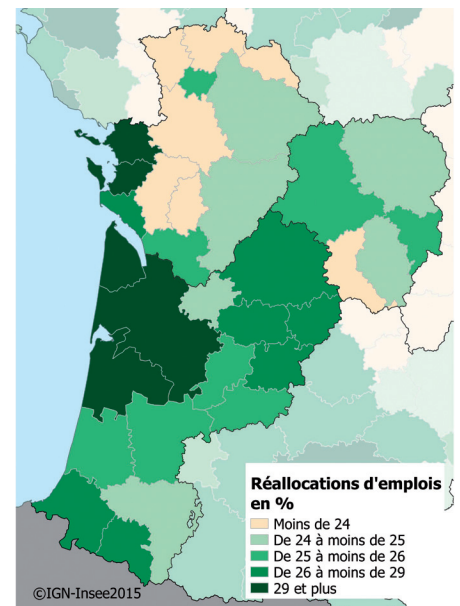 Réallocations d'emplois
en %
Moins de 24
De 24 à moins de 25
De 25 à moins de 26
De 26 à moins de 29
29 et plus
©IGN-Insee2015